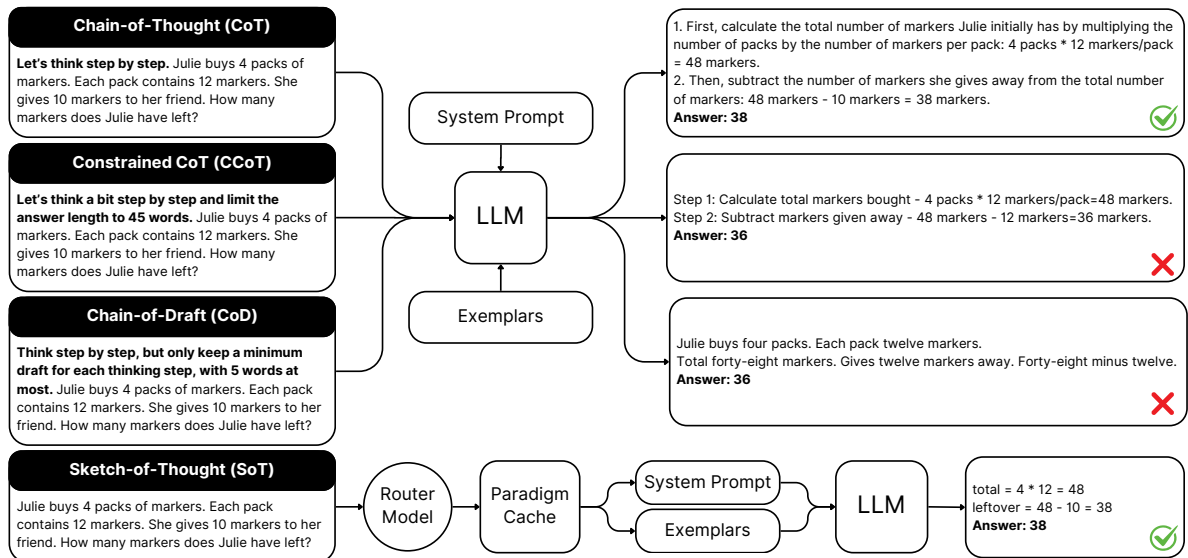 Chain-of-Thought (CoT)
Let's think step by step. Julie buys 4 packs of
markers. Each pack contains 12 markers. She
gives 10 markers to her friend. How many
markers does Julie have left?
Constrained CoT (CCoT)
Let's think a bit step by step and limit the
answer length to 45 words. Julie buys 4 packs of
markers. Each pack contains 12 markers. She
gives 10 markers to her friend. How many
markers does Julie have left?
Chain-of-Draft (CoD)
Think step by step, but only keep a minimum
draft for each thinking step, with 5 words at
most. Julie buys 4 packs of markers. Each pack
contains 12 markers. She gives 10 markers to her
friend. How many markers does Julie have left?
System Prompt
LLM
Exemplars
1. First, calculate the total number of markers Julie initially has by multiplying the
number of packs by the number of markers per pack: 4 packs * 12 markers/pack
= 48 markers.
2. Then, subtract the number of markers she gives away from the total number
of markers: 48 markers - 10 markers = 38 markers.
Answer: 38
Step 1: Calculate total markers bought - 4 packs * 12 markers/pack=48 markers.
Step 2: Subtract markers given away - 48 markers - 12 markers=36 markers.
Answer: 36
Julie buys four packs. Each pack twelve markers.
Total forty-eight markers. Gives twelve markers away. Forty-eight minus twelve.
Answer: 36
Sketch-of-Thought (SoT)
Julie buys 4 packs of markers. Each pack
contains 12 markers. She gives 10 markers to her
friend. How many markers does Julie have left?
Router
Model
Paradigm
Cache
System Prompt
Exemplars
LLM
total = 4 * 12 = 48
leftover = 48 - 10 = 38
Answer: 38